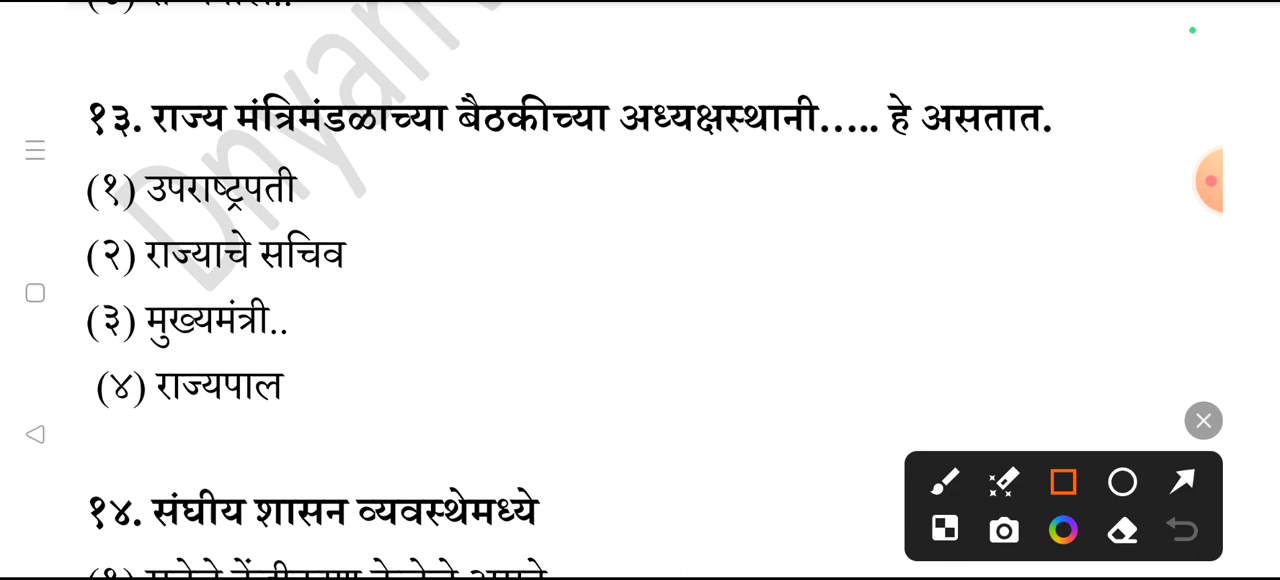 १३. राज्य मंत्रिमंडळाच्या बैठकीच्या अध्यक्षस्थानी..... हे असतात.
(१) उपराष्ट्रपती
(२) राज्याचे सचिव
(३) मुख्यमंत्री..
(४) राज्यपाल
१४. संघीय शासन व्यवस्थेमध्ये